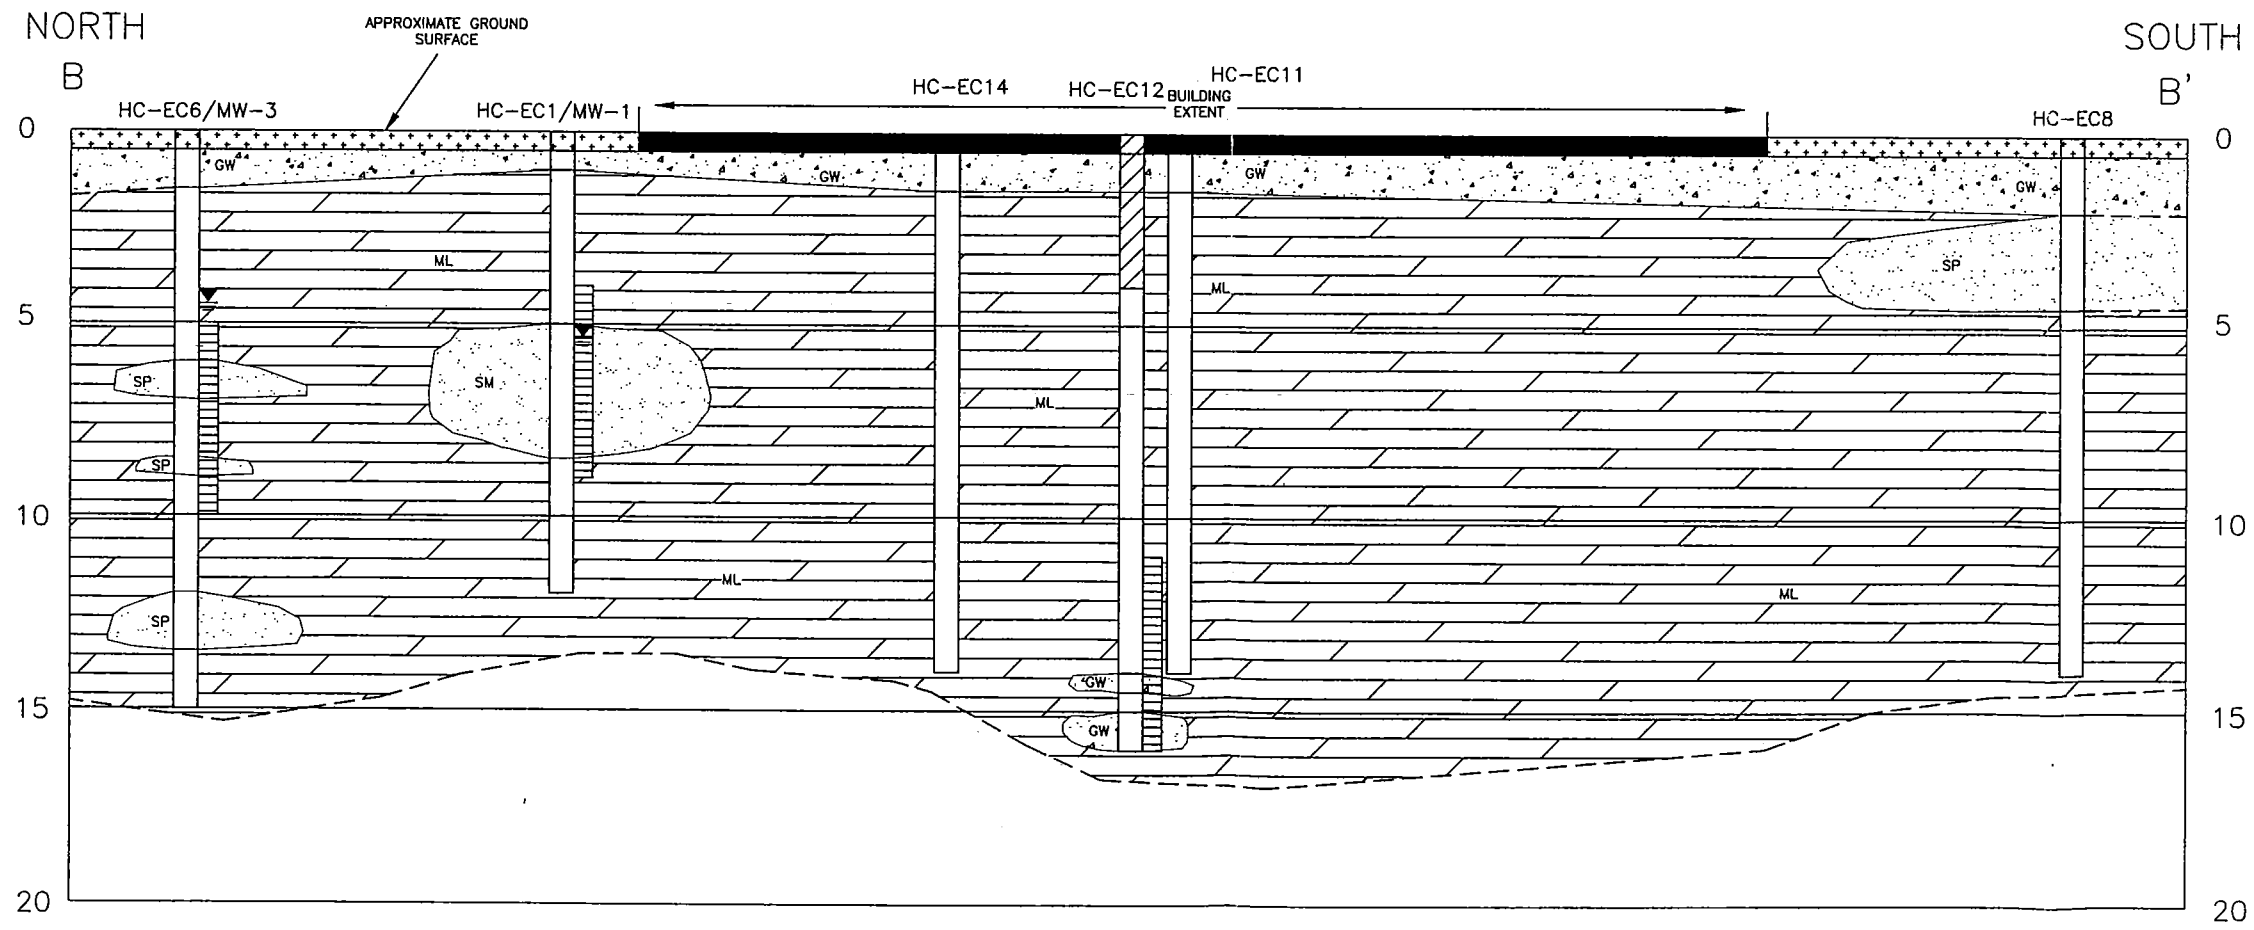 NORTH
SOUTH
APPROXIMATE GROUND
SURFACE
B
B'
HC-EC6/MW-3
HC-EC1/MW-1
HC-EC14
HC-EC12
HC-EC11
BUILDING
EXTENT
HC-EC8
0
0
GW
GW
GW
GW
ML
SP
ML
5
5
SP
SM
ML
SP
10
10
ML
ML
SP
GW
15
15
GW
20
20